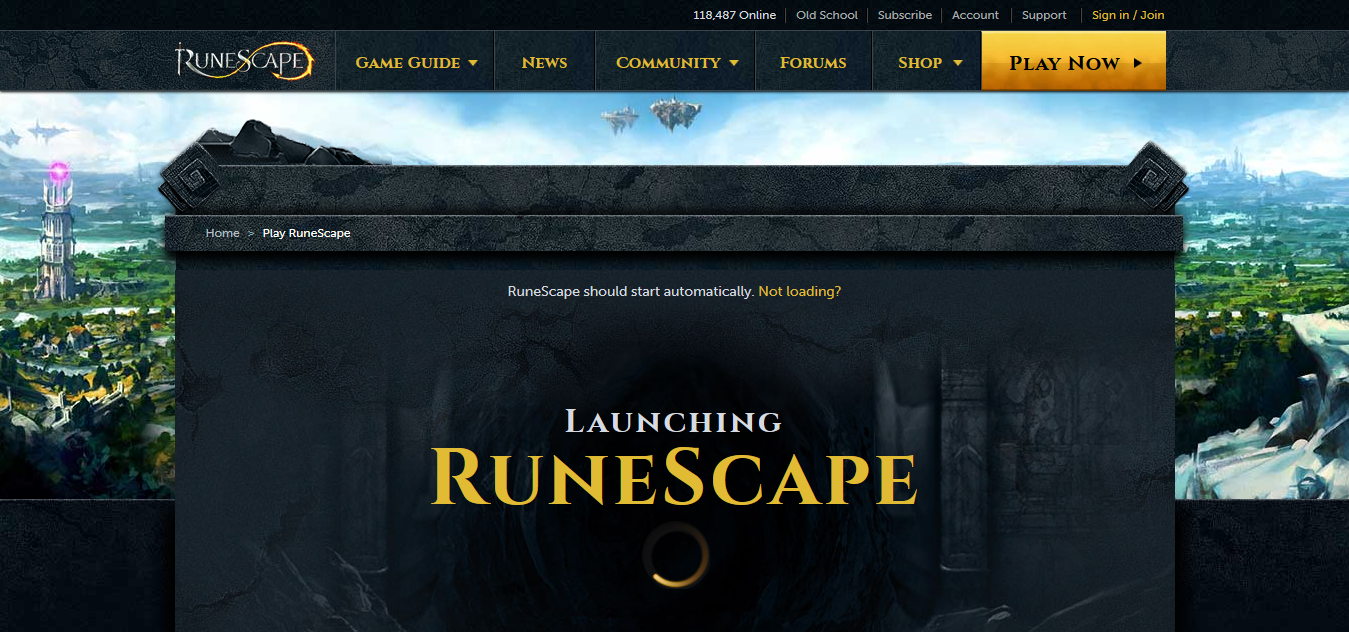 118,487 Online Old School Subscribe Account Support Sign in / Join
RUNESCAPE GAME GUIDE NEWS COMMUNITY FORUMS SHOP PLAY NOW
Home > Play RuneScape
RuneScape should start automatically. Not loading?
LAUNCHING
RUNESCAPE